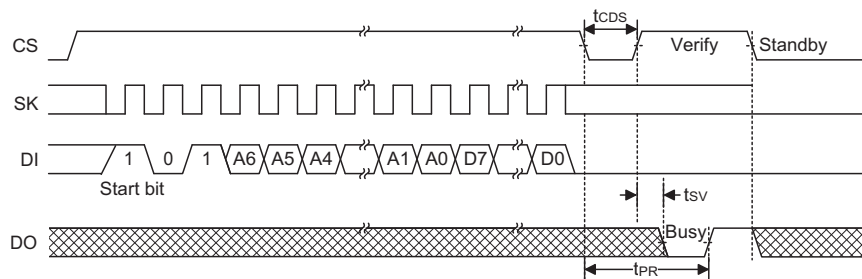 tCDS
CS Verify Standby
SK
DI 1 0 1 A6 A5 A4 A1 A0 D7 D0
Start bit
tSV
DO Busy
tPR